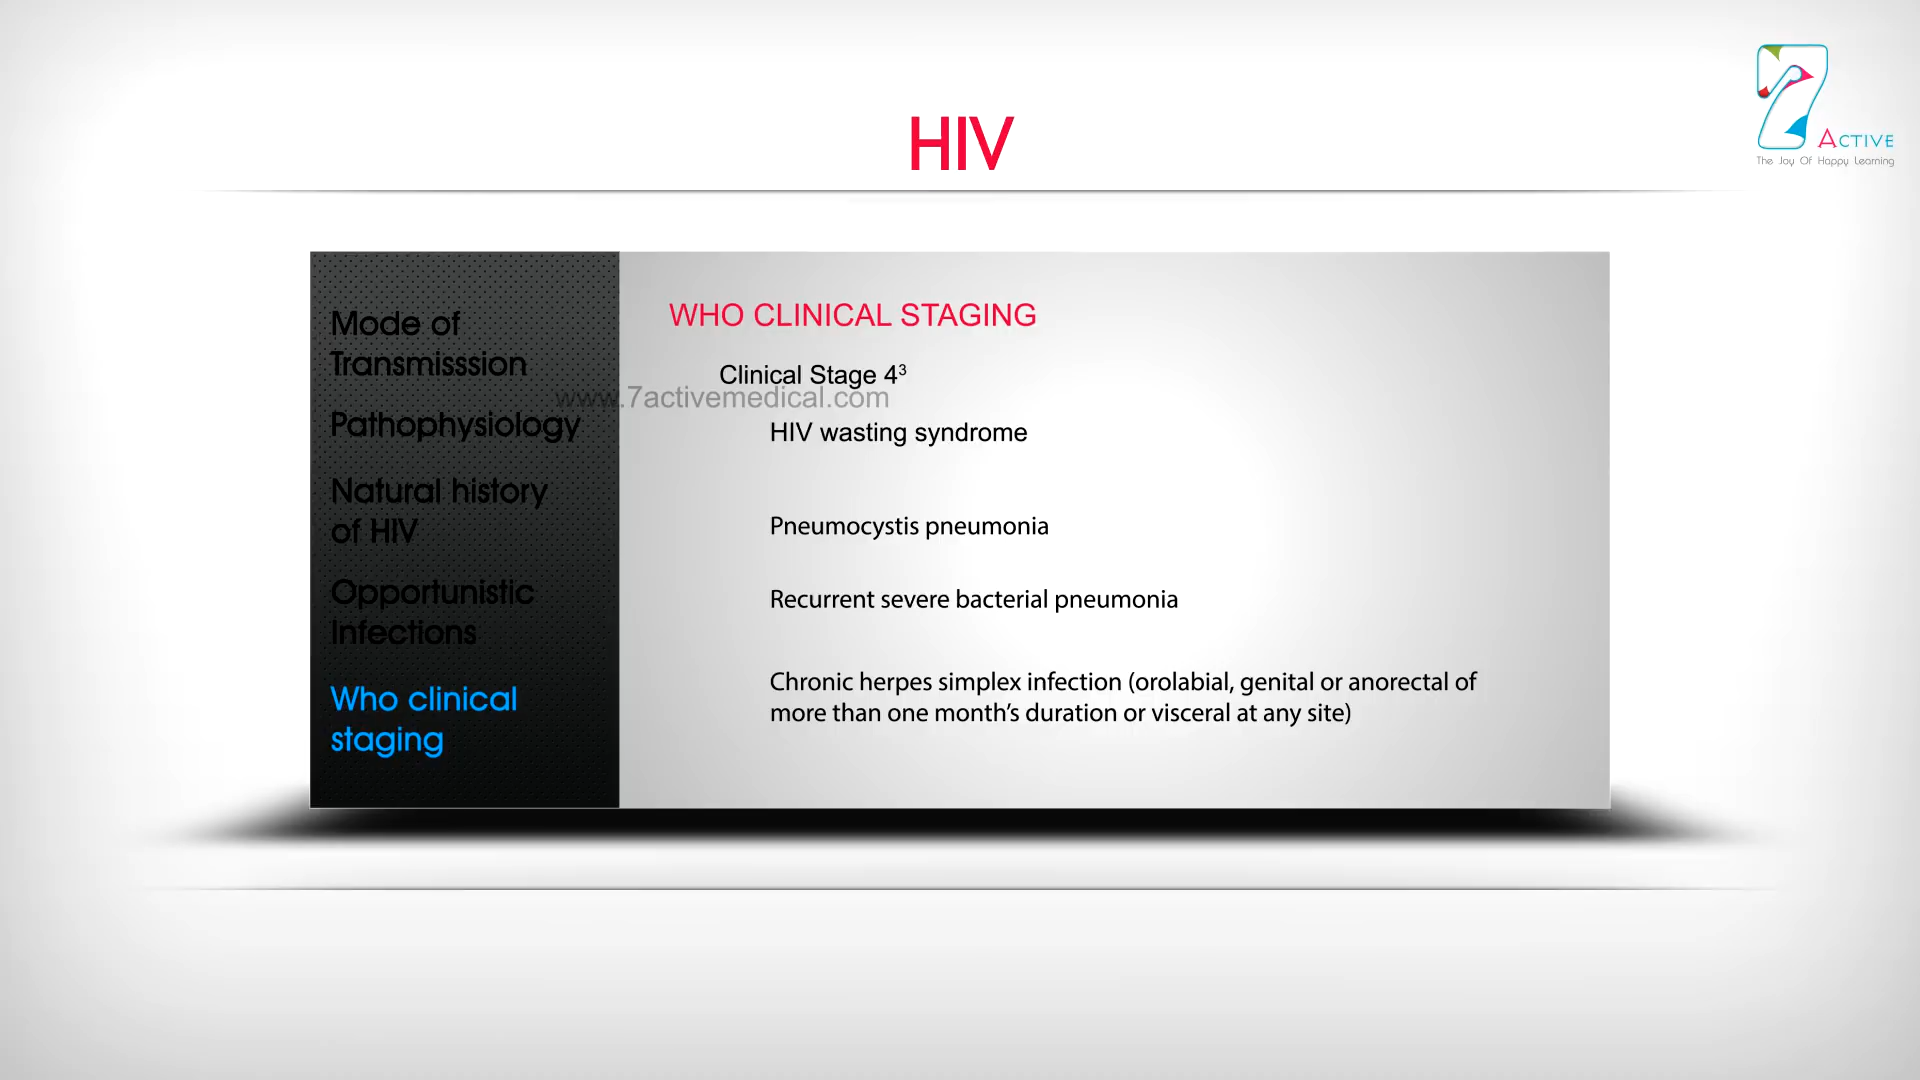 HIV
7 ACTIVE
The Joy Of Happy Learning
Mode of
Transmisssion
Pathophysiology
Natural history
of HIV
Opportunistic
Infections
Who clinical
staging
WHO CLINICAL STAGING
Clinical Stage 4³
www.7activemedical.com
HIV wasting syndrome
Pneumocystis pneumonia
Recurrent severe bacterial pneumonia
Chronic herpes simplex infection (orolabial, genital or anorectal of
more than one month’s duration or visceral at any site)